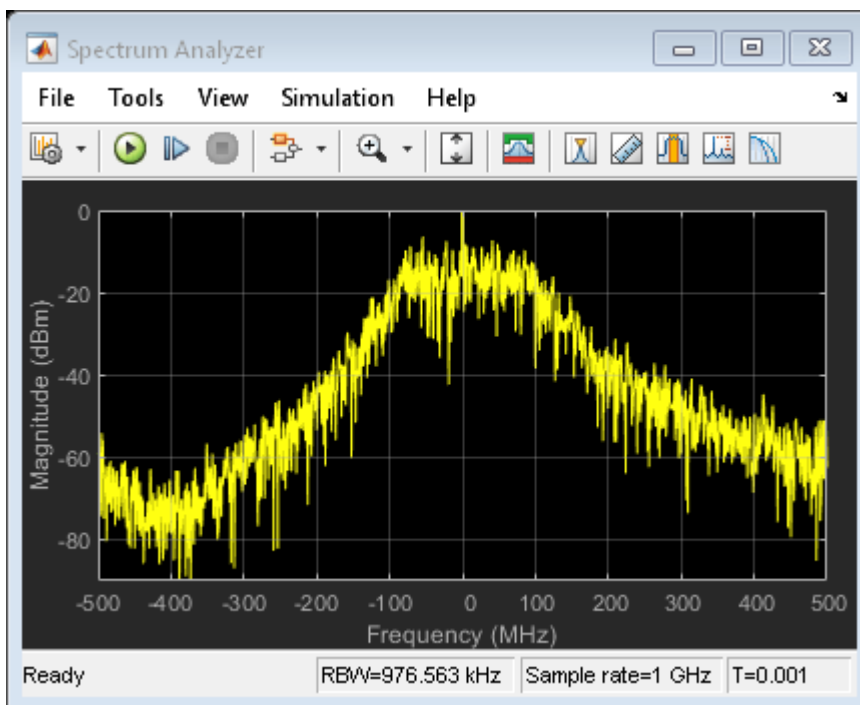 Spectrum Analyzer
File Tools View Simulation Help
0
-20
-40
-60
-80
Magnitude (dBm)
-500 -400 -300 -200 -100 0 100 200 300 400 500
Frequency (MHz)
Ready RBW=976.563 kHz Sample rate=1 GHz T=0.001